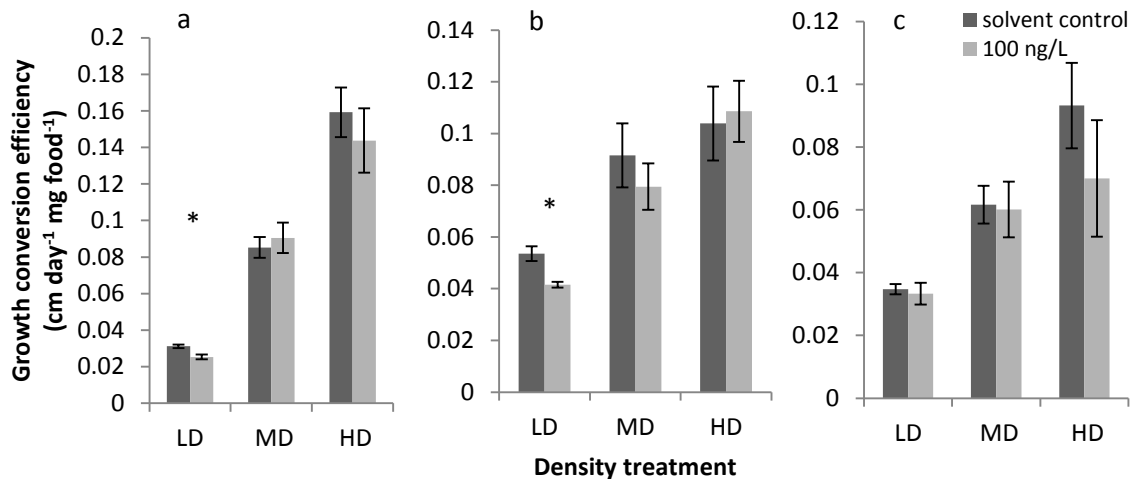 Growth conversion efficiency
(cm day⁻¹ mg food⁻¹)
a
0.2
0.18
0.16
0.14
0.12
0.1
0.08
0.06
0.04
0.02
0
*
LD MD HD
b
0.14
0.12
0.1
0.08
0.06
0.04
0.02
0
*
LD MD HD
c
solvent control
100 ng/L
0.12
0.1
0.08
0.06
0.04
0.02
0
LD MD HD
Density treatment